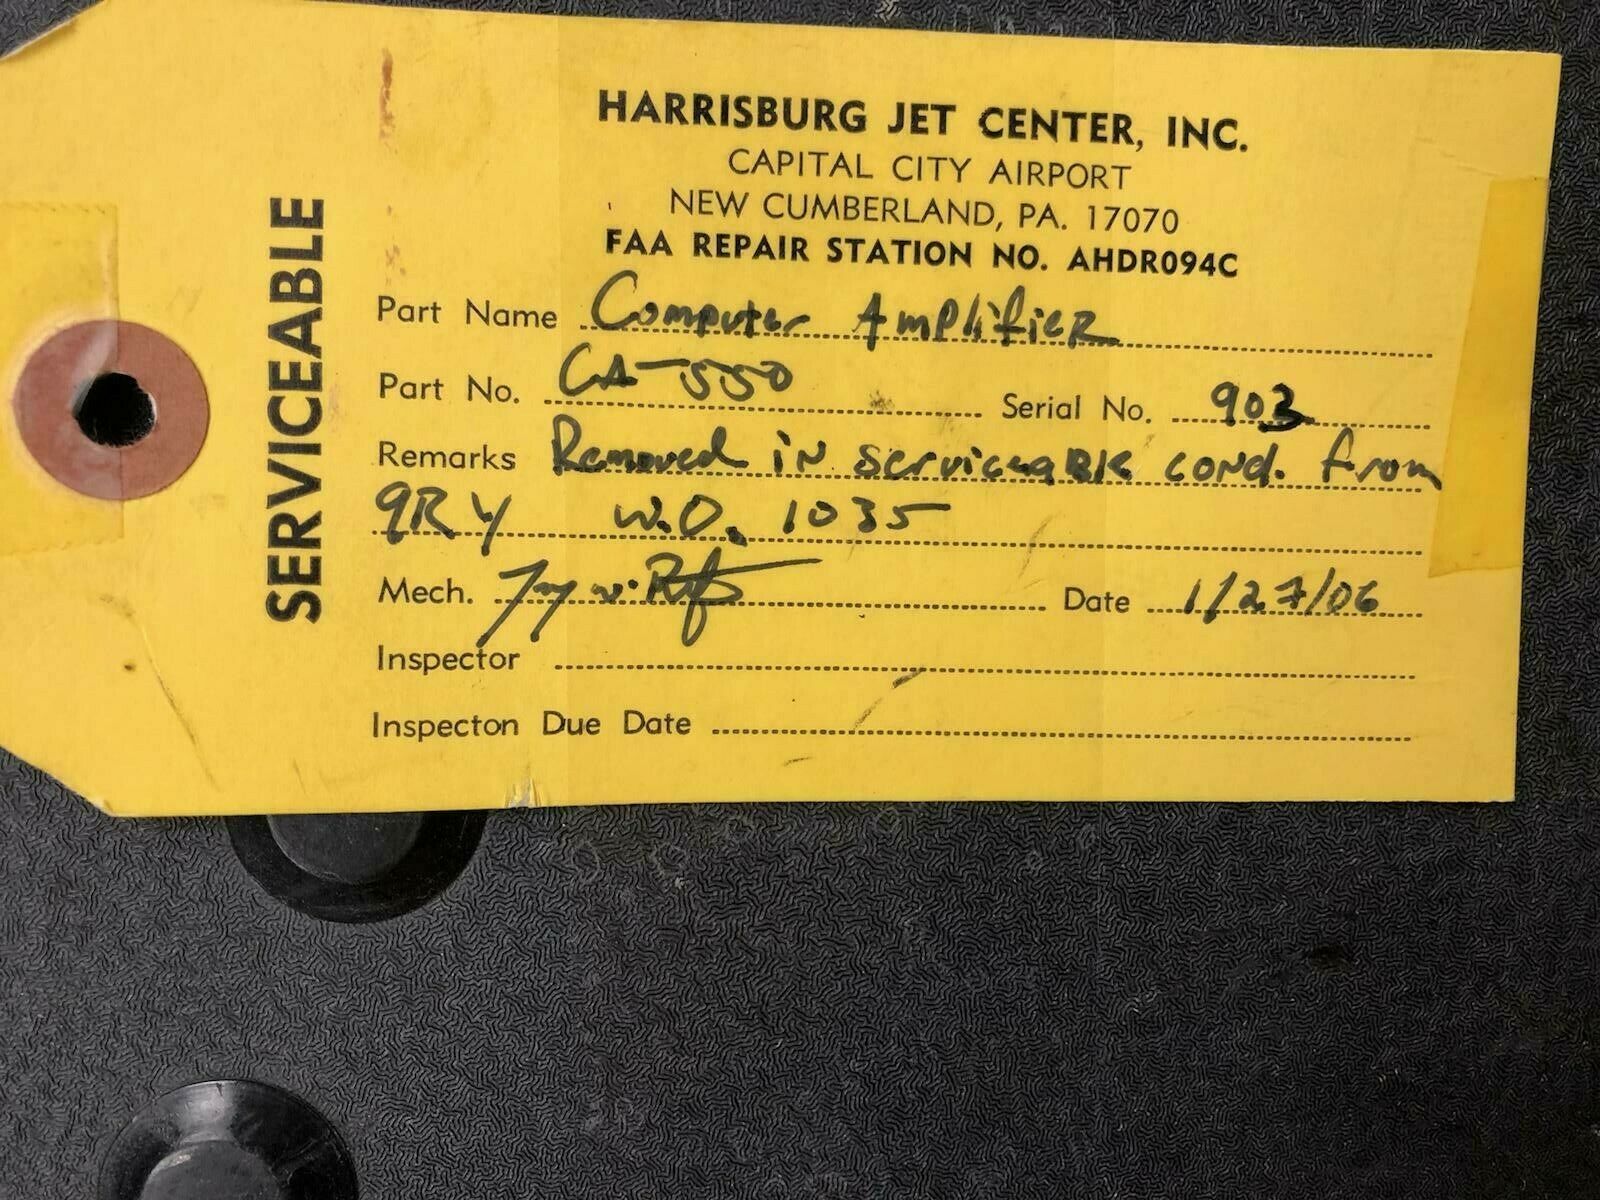 HARRISBURG JET CENTER, INC.
CAPITAL CITY AIRPORT
NEW CUMBERLAND, PA. 17070
FAA REPAIR STATION NO. AHDR094C
SERVICEABLE
Part Name Computer Amplifier
Part No. CA-550 Serial No. 903
Remarks Removed in serviceable cond. from
9RY W.O. 1035
Mech. Date 1/27/06
Inspector
Inspecton Due Date